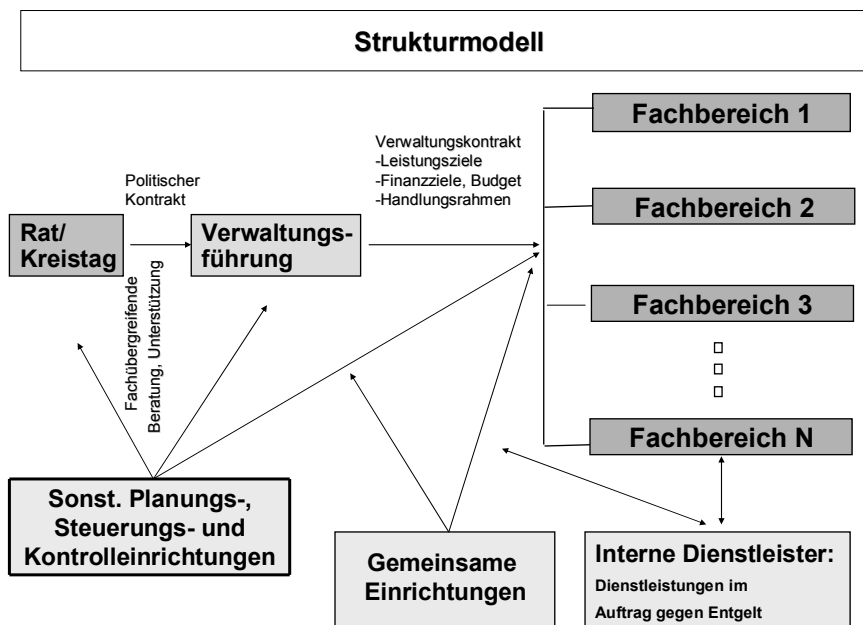 Strukturmodell
Fachbereich 1
Verwaltungskontrakt
-Leistungsziele
-Finanzziele, Budget
-Handlungsrahmen
Politischer
Kontrakt
Fachbereich 2
Rat/
Kreistag
Verwaltungs-
führung
Fachübergreifende
Beratung, Unterstützung
Fachbereich 3
Fachbereich N
Sonst. Planungs-,
Steuerungs- und
Kontrolleinrichtungen
Gemeinsame
Einrichtungen
Interne Dienstleister:
Dienstleistungen im
Auftrag gegen Entgelt